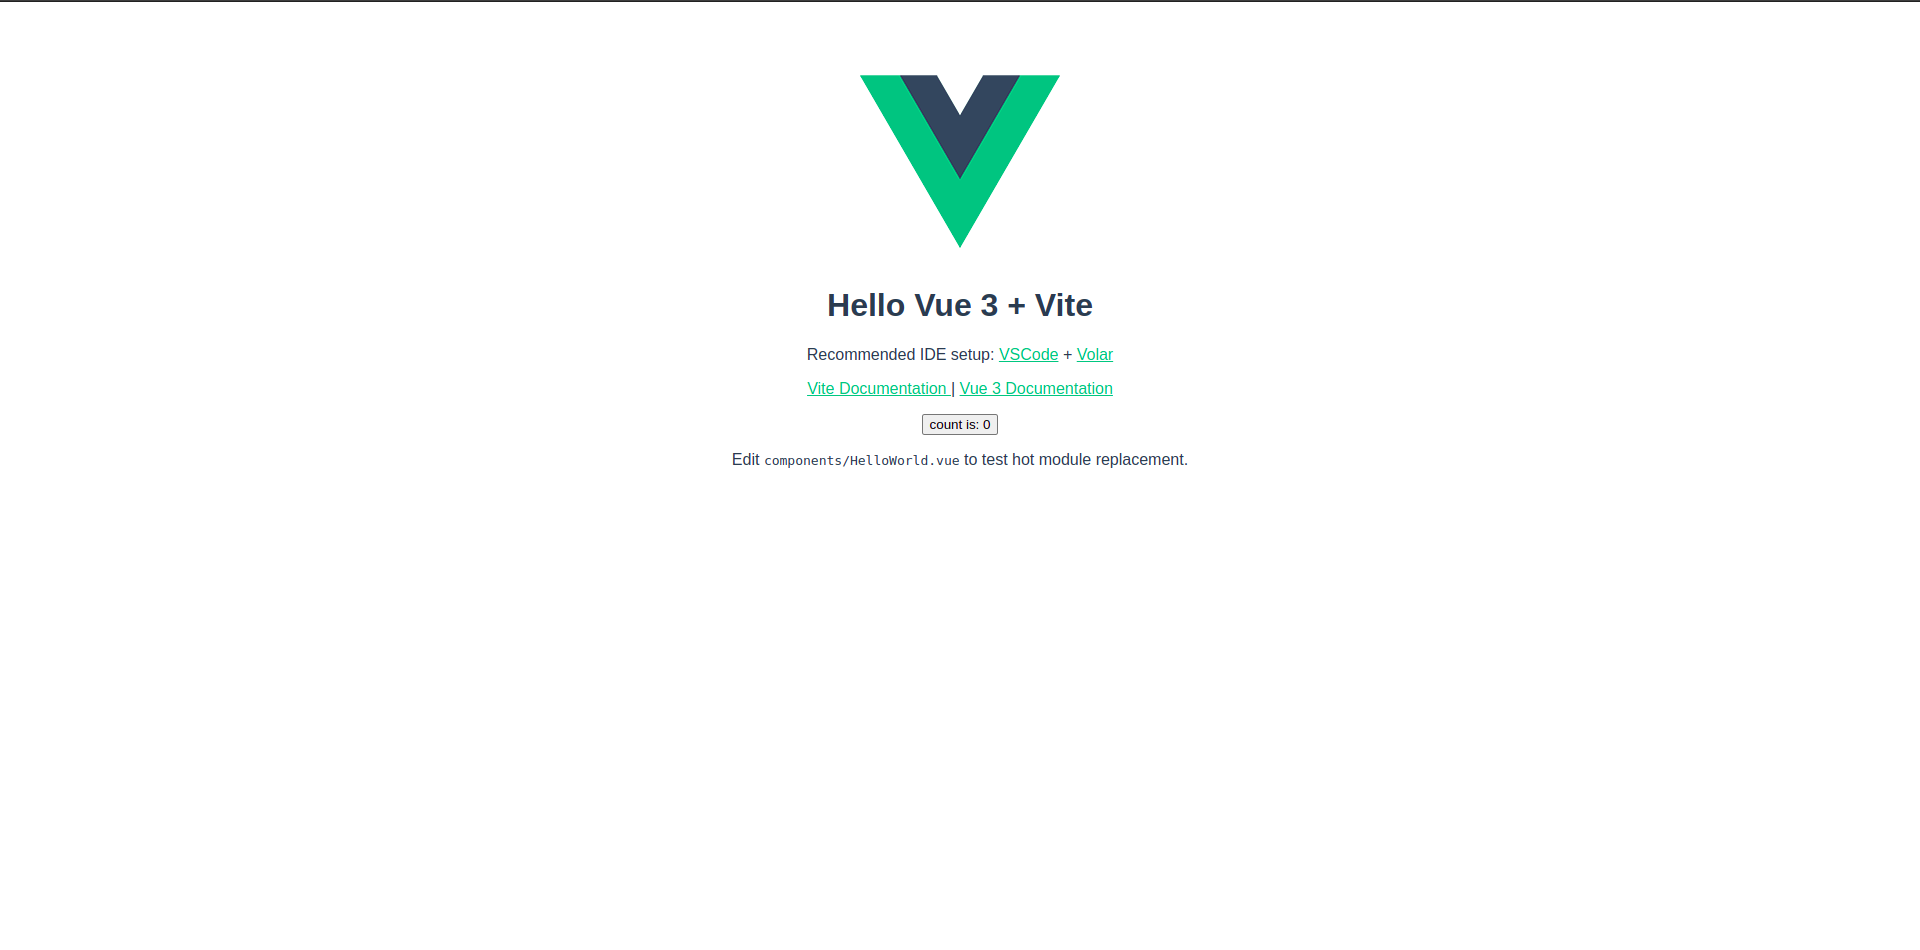 Hello Vue 3 + Vite
Recommended IDE setup: VSCode + Volar
Vite Documentation | Vue 3 Documentation
count is: 0
Edit components/HelloWorld.vue to test hot module replacement.